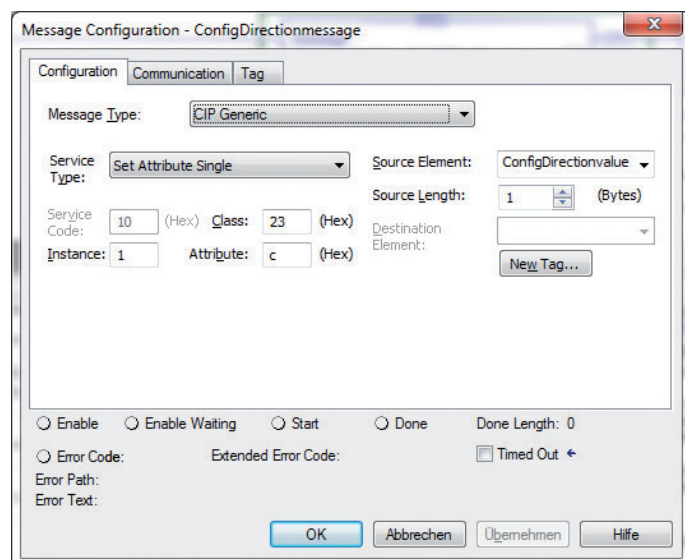 Message Configuration - ConfigDirectionmessage
Configuration Communication Tag
Message Type: CIP Generic
Service Type: Set Attribute Single
Source Element: ConfigDirectionvalue
Source Length: 1 (Bytes)
Service Code: 10 (Hex) Class: 23 (Hex)
Destination Element:
Instance: 1 Attribute: c (Hex)
New Tag...
Enable Enable Waiting Start Done Done Length: 0
Error Code: Extended Error Code: Timed Out
Error Path:
Error Text:
OK Abbrechen Übernehmen Hilfe